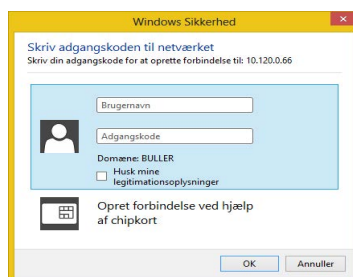 Windows Sikkerhed
Skriv adgangskoden til netværket
Skriv din adgangskode for at oprette forbindelse til: 10.120.0.66
Brugernavn
Adgangskode
Domæne: BULLER
Husk mine
legitimationsoplysninger
Opret forbindelse ved hjælp
af chipkort
OK
Annuller